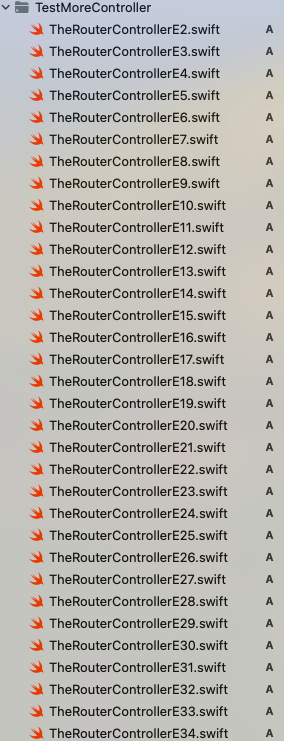 TestMoreController
TheRouterControllerE2.swift A
TheRouterControllerE3.swift A
TheRouterControllerE4.swift A
TheRouterControllerE5.swift A
TheRouterControllerE6.swift A
TheRouterControllerE7.swift A
TheRouterControllerE8.swift A
TheRouterControllerE9.swift A
TheRouterControllerE10.swift A
TheRouterControllerE11.swift A
TheRouterControllerE12.swift A
TheRouterControllerE13.swift A
TheRouterControllerE14.swift A
TheRouterControllerE15.swift A
TheRouterControllerE16.swift A
TheRouterControllerE17.swift A
TheRouterControllerE18.swift A
TheRouterControllerE19.swift A
TheRouterControllerE20.swift A
TheRouterControllerE21.swift A
TheRouterControllerE22.swift A
TheRouterControllerE23.swift A
TheRouterControllerE24.swift A
TheRouterControllerE25.swift A
TheRouterControllerE26.swift A
TheRouterControllerE27.swift A
TheRouterControllerE28.swift A
TheRouterControllerE29.swift A
TheRouterControllerE30.swift A
TheRouterControllerE31.swift A
TheRouterControllerE32.swift A
TheRouterControllerE33.swift A
TheRouterControllerE34.swift A